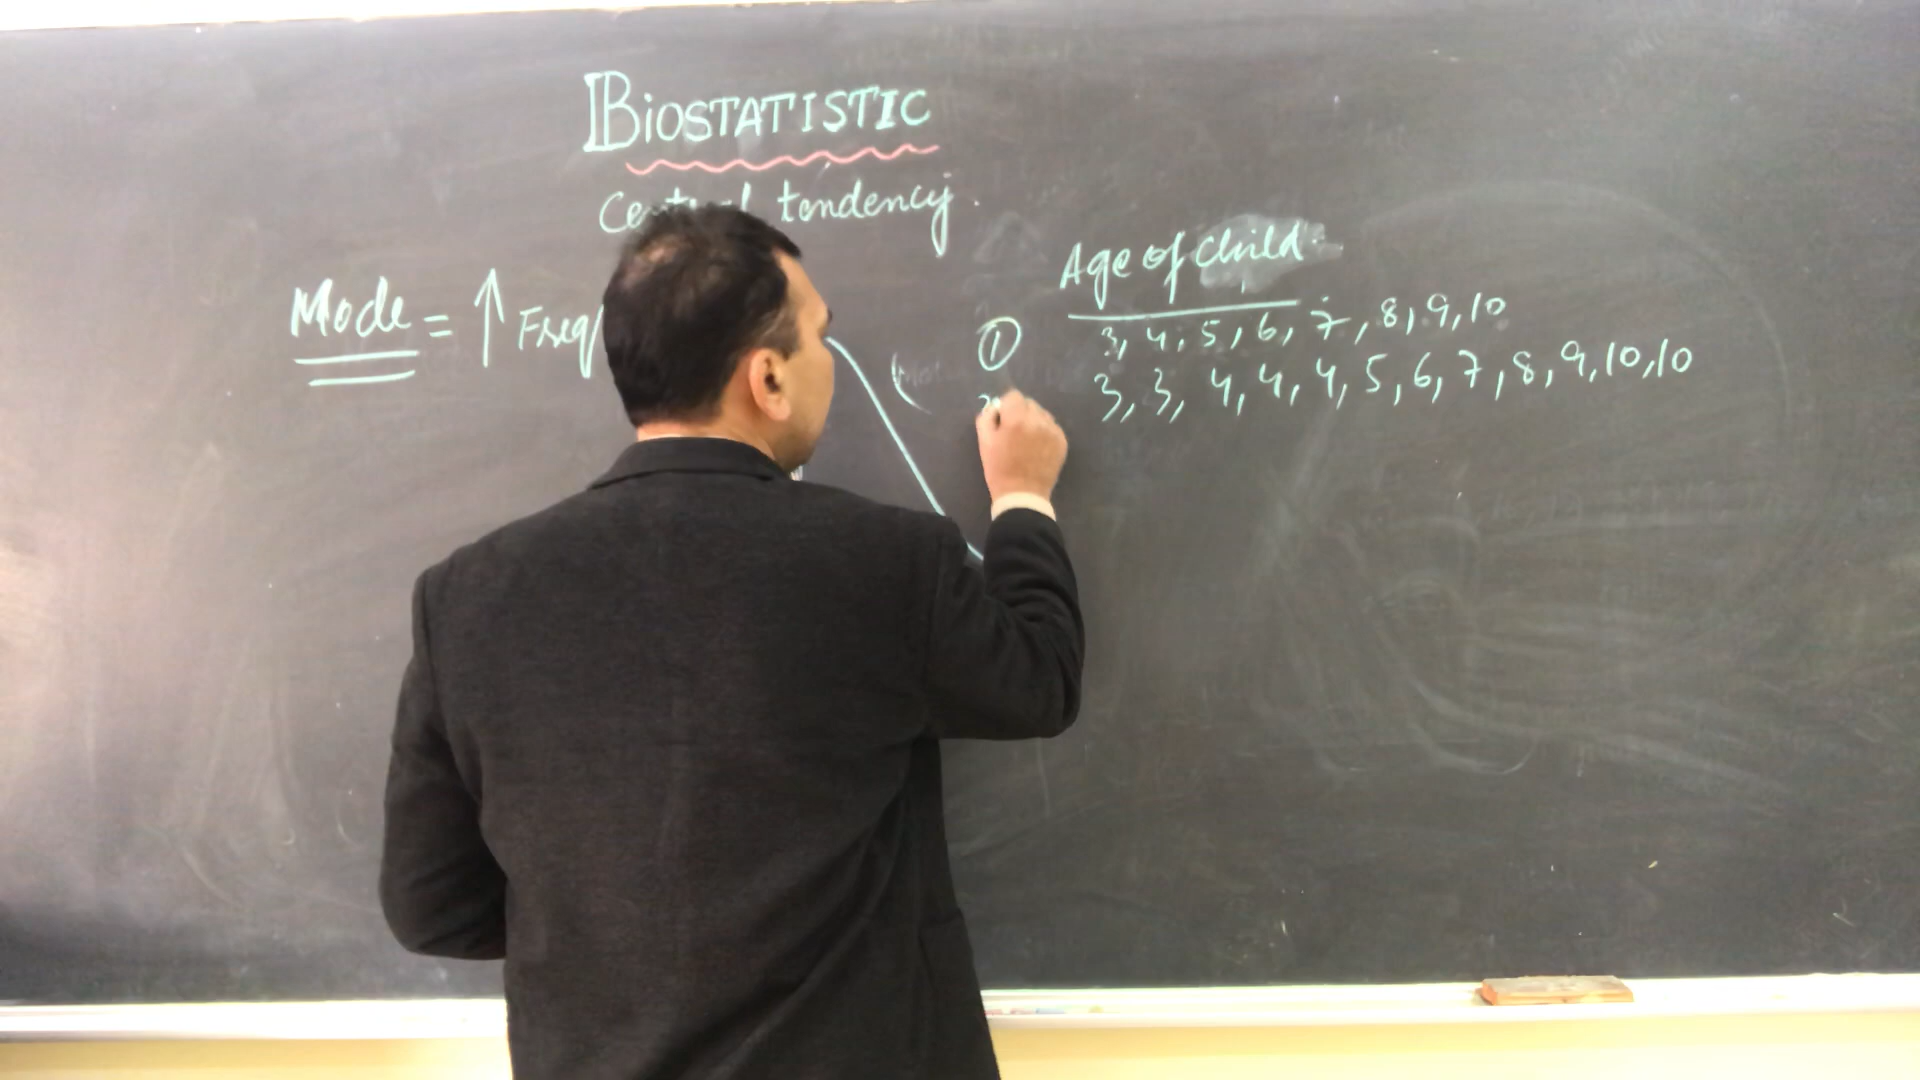 BIOSTATISTIC
tendency
Mode = ↑ Freq
Age of child
① 3, 4, 5, 6, 7, 8, 9, 10
3, 3, 4, 4, 4, 5, 6, 7, 8, 9, 10, 10